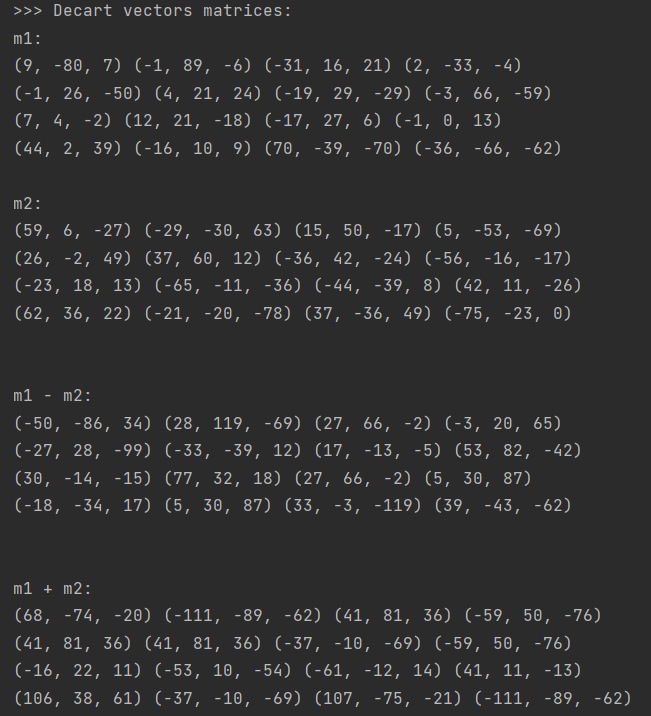 >>> Decart vectors matrices:
m1:
(9, -80, 7) (-1, 89, -6) (-31, 16, 21) (2, -33, -4)
(-1, 26, -50) (4, 21, 24) (-19, 29, -29) (-3, 66, -59)
(7, 4, -2) (12, 21, -18) (-17, 27, 6) (-1, 0, 13)
(44, 2, 39) (-16, 10, 9) (70, -39, -70) (-36, -66, -62)
m2:
(59, 6, -27) (-29, -30, 63) (15, 50, -17) (5, -53, -69)
(26, -2, 49) (37, 60, 12) (-36, 42, -24) (-56, -16, -17)
(-23, 18, 13) (-65, -11, -36) (-44, -39, 8) (42, 11, -26)
(62, 36, 22) (-21, -20, -78) (37, -36, 49) (-75, -23, 0)
m1 - m2:
(-50, -86, 34) (28, 119, -69) (27, 66, -2) (-3, 20, 65)
(-27, 28, -99) (-33, -39, 12) (17, -13, -5) (53, 82, -42)
(30, -14, -15) (77, 32, 18) (27, 66, -2) (5, 30, 87)
(-18, -34, 17) (5, 30, 87) (33, -3, -119) (39, -43, -62)
m1 + m2:
(68, -74, -20) (-111, -89, -62) (41, 81, 36) (-59, 50, -76)
(41, 81, 36) (41, 81, 36) (-37, -10, -69) (-59, 50, -76)
(-16, 22, 11) (-53, 10, -54) (-61, -12, 14) (41, 11, -13)
(106, 38, 61) (-37, -10, -69) (107, -75, -21) (-111, -89, -62)